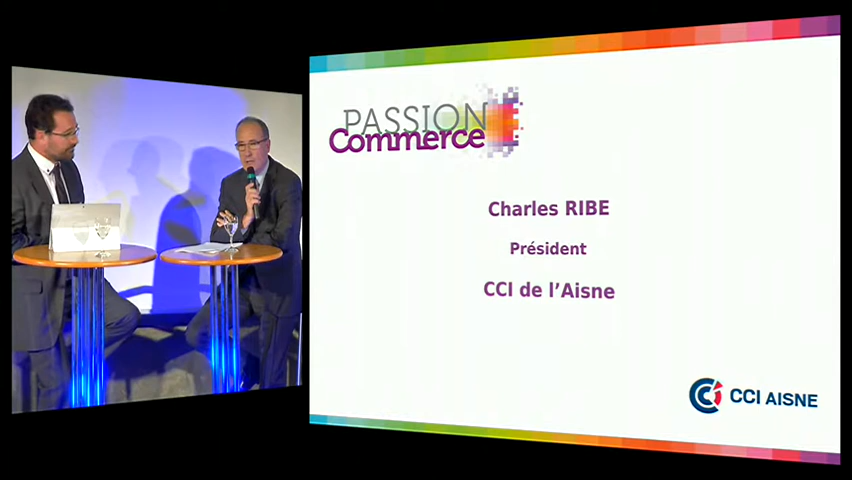 PASSION
Commerce
Charles RIBE
Président
CCI de l'Aisne
CCI AISNE